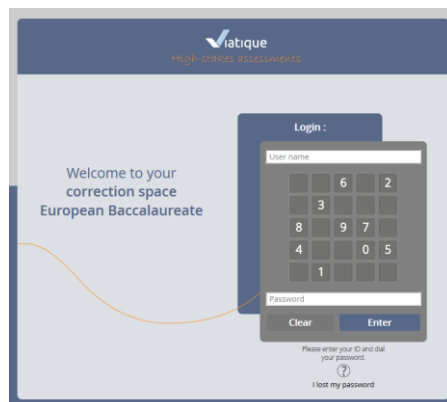 Viatique
High-stakes assessments
Welcome to your
correction space
European Baccalaureate
Login :
User name
6 2
3
8 9 7
4 0 5
1
Password
Clear Enter
Please enter your ID and dial
your password.
?
I lost my password